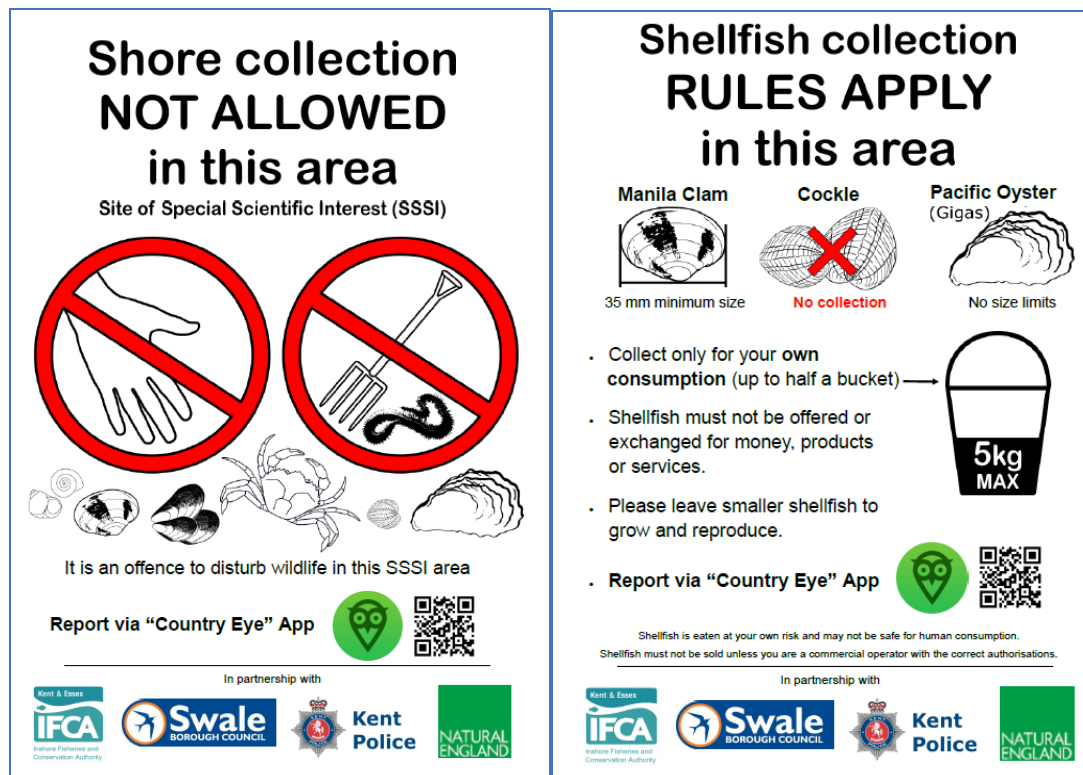 Shore collection
NOT ALLOWED
in this area
Site of Special Scientific Interest (SSSI)
It is an offence to disturb wildlife in this SSSI area
Report via “Country Eye” App
In partnership with
Kent & Essex
IFCA
Inshore Fisheries and
Conservation Authority
Swale
BOROUGH COUNCIL
Kent
Police
NATURAL
ENGLAND
Shellfish collection
RULES APPLY
in this area
Manila Clam
Cockle
Pacific Oyster
(Gigas)
35 mm minimum size
No collection
No size limits
• Collect only for your own
consumption (up to half a bucket)
5kg
MAX
• Shellfish must not be offered or
exchanged for money, products
or services.
• Please leave smaller shellfish to
grow and reproduce.
• Report via “Country Eye” App
Shellfish is eaten at your own risk and may not be safe for human consumption.
Shellfish must not be sold unless you are a commercial operator with the correct authorisations.
In partnership with
Kent & Essex
IFCA
Inshore Fisheries and
Conservation Authority
Swale
BOROUGH COUNCIL
Kent
Police
NATURAL
ENGLAND